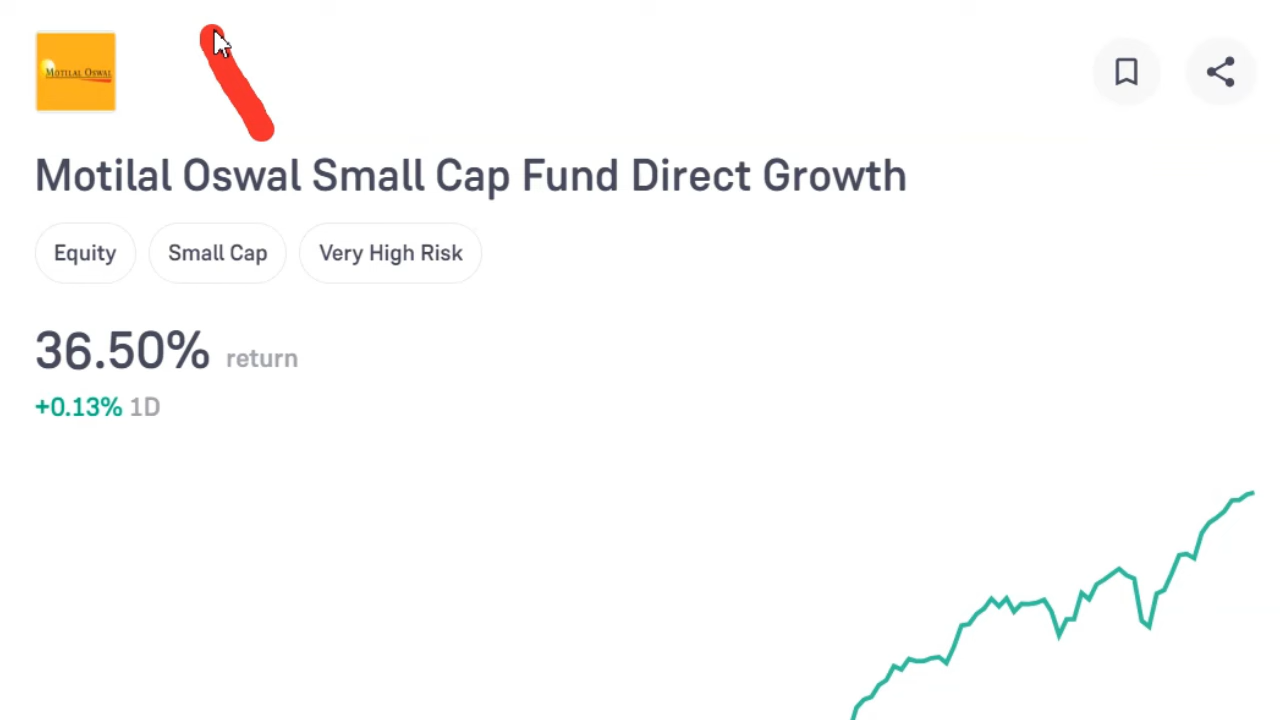 MOTILAL OSWAL
Motilal Oswal Small Cap Fund Direct Growth
Equity Small Cap Very High Risk
36.50% return
+0.13% 1D